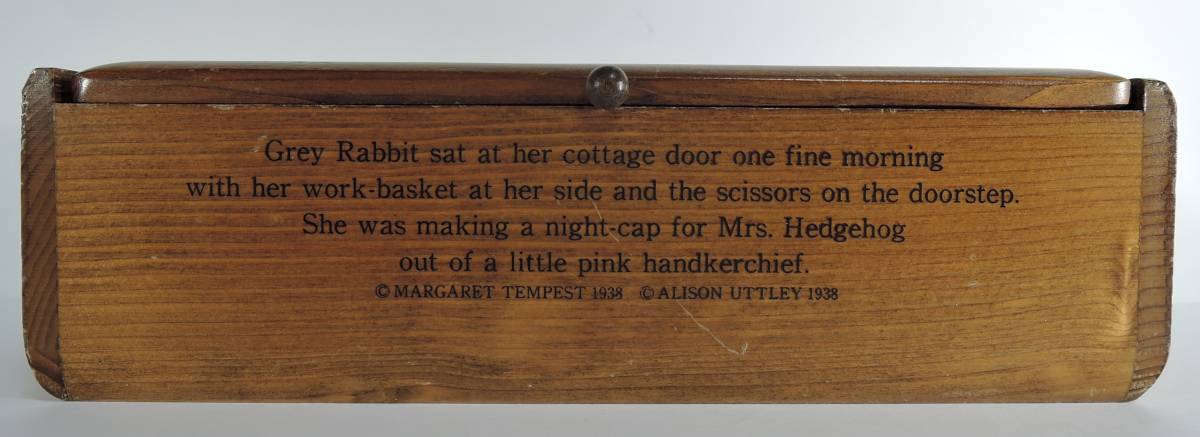 Grey Rabbit sat at her cottage door one fine morning
with her work-basket at her side and the scissors on the doorstep.
She was making a night-cap for Mrs. Hedgehog
out of a little pink handkerchief.
© MARGARET TEMPEST 1938 © ALISON UTTLEY 1938